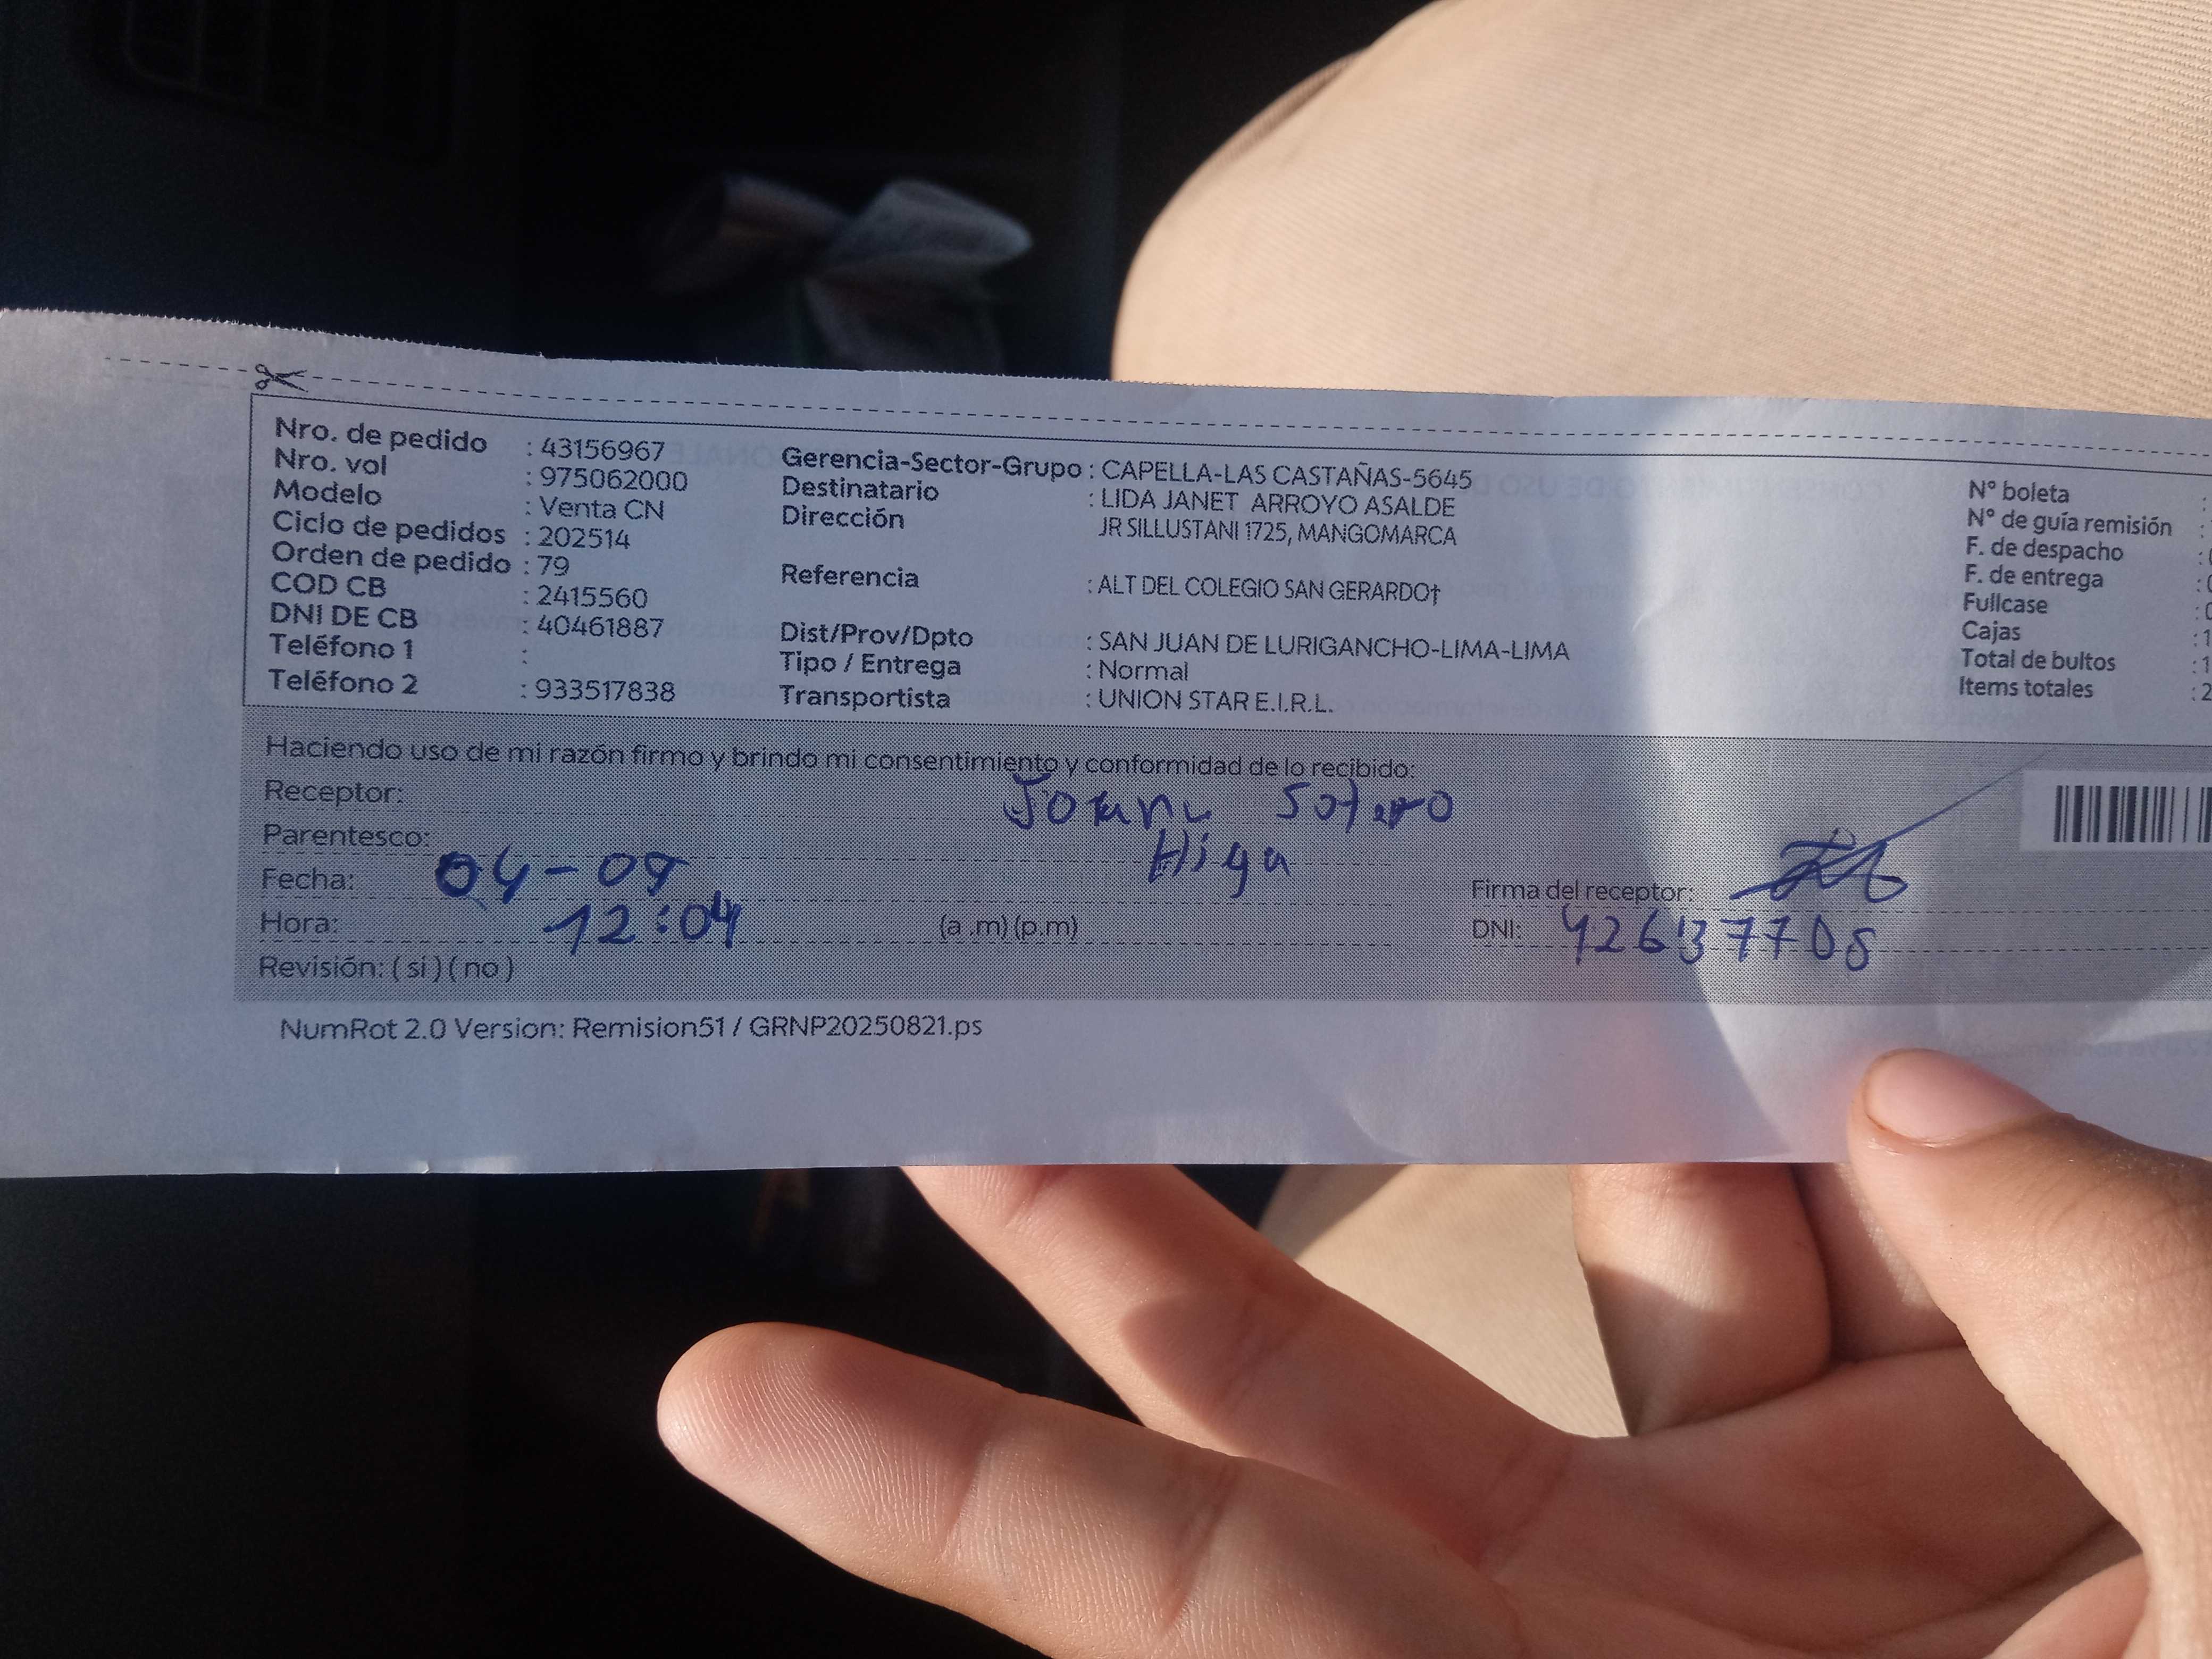 Nro. de pedido : 43156967
Nro. vol : 975062000
Modelo : Venta CN
Ciclo de pedidos : 202514
Orden de pedido : 79
COD CB : 2415560
DNI DE CB : 40461887
Teléfono 1 :
Teléfono 2 : 933517838
Gerencia-Sector-Grupo : CAPELLA-LAS CASTAÑAS-5645
Destinatario : LIDA JANET ARROYO ASALDE
Dirección JR SILLUSTANI 1725, MANGOMARCA
Referencia : ALT DEL COLEGIO SAN GERARDO†
Dist/Prov/Dpto : SAN JUAN DE LURIGANCHO-LIMA-LIMA
Tipo / Entrega : Normal
Transportista : UNION STAR E.I.R.L.
N° boleta :
N° de guía remisión :
F. de despacho :
F. de entrega :
Fullcase :
Cajas : 1
Total de bultos : 1
Items totales : 2
Haciendo uso de mi razón firmo y brindo mi consentimiento y conformidad de lo recibido:
Receptor:
Parentesco: Higa
Fecha: 04-09
Hora: 12:04 (a .m) (p.m)
Revisión: ( si ) ( no )
Firma del receptor:
DNI: 42637708
NumRot 2.0 Version: Remision51 / GRNP20250821.ps